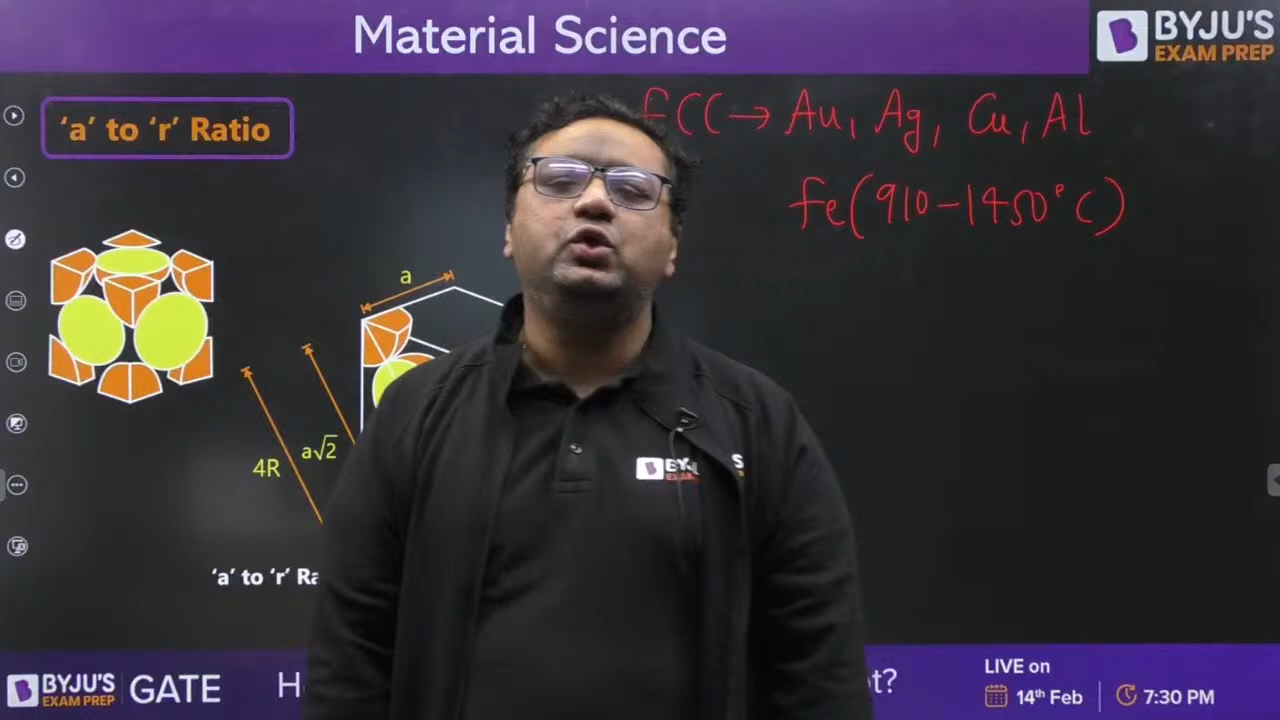 Material Science
BYJU'S
EXAM PREP
'a' to 'r' Ratio
FCC → Au, Ag, Cu, Al
Fe (910-1450°C)
a
a√2
4R
'a' to 'r'
BYJU'S
EXAM PREP
GATE
LIVE on
14th Feb
7:30 PM